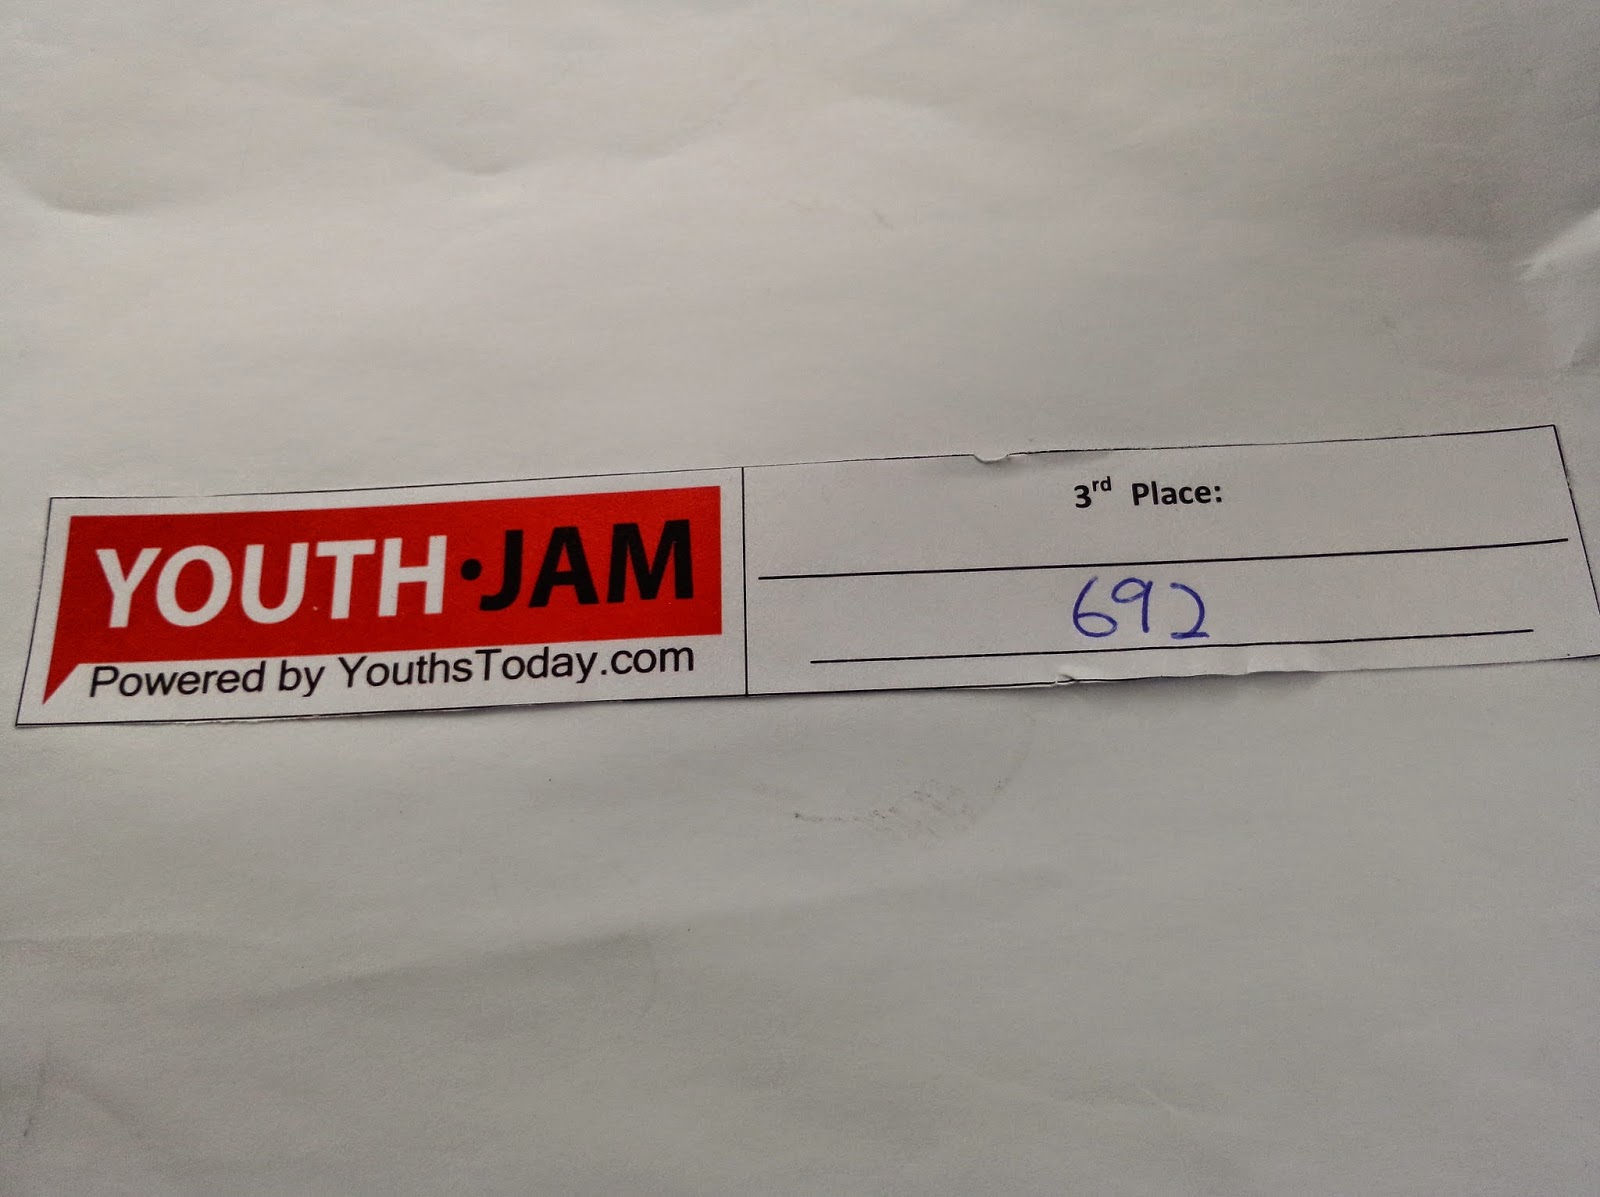 YOUTH·JAM
Powered by YouthsToday.com
3rd Place:
692